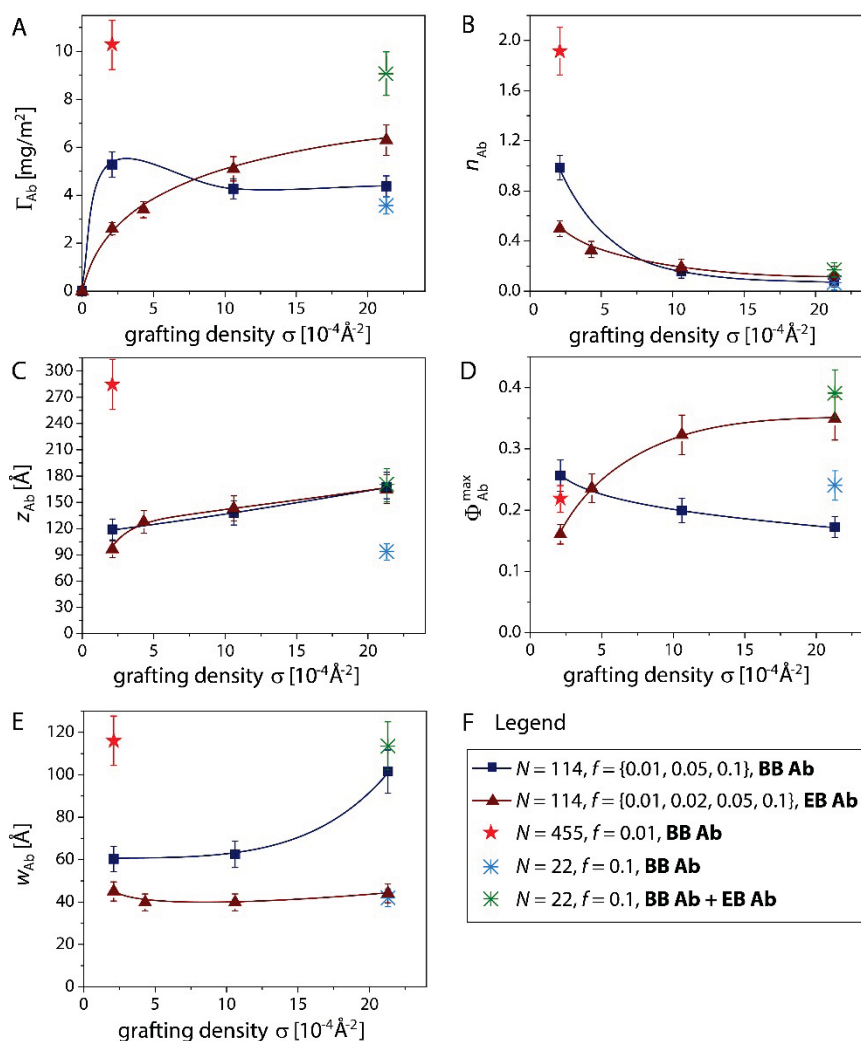 A
Γ_Ab [mg/m²]
10
8
6
4
2
0
0 5 10 15 20
grafting density σ [10⁻⁴Å⁻²]
B
n_Ab
2.0
1.6
1.2
0.8
0.4
0.0
0 5 10 15 20
grafting density σ [10⁻⁴Å⁻²]
C
z_Ab [Å]
300
270
240
210
180
150
120
90
60
30
0
0 5 10 15 20
grafting density σ [10⁻⁴Å⁻²]
D
Φ_Ab^max
0.4
0.3
0.2
0.1
0.0
0 5 10 15 20
grafting density σ [10⁻⁴Å⁻²]
E
w_Ab [Å]
120
100
80
60
40
20
0
0 5 10 15 20
grafting density σ [10⁻⁴Å⁻²]
F Legend
N = 114, f = {0.01, 0.05, 0.1}, BB Ab
N = 114, f = {0.01, 0.02, 0.05, 0.1}, EB Ab
N = 455, f = 0.01, BB Ab
N = 22, f = 0.1, BB Ab
N = 22, f = 0.1, BB Ab + EB Ab